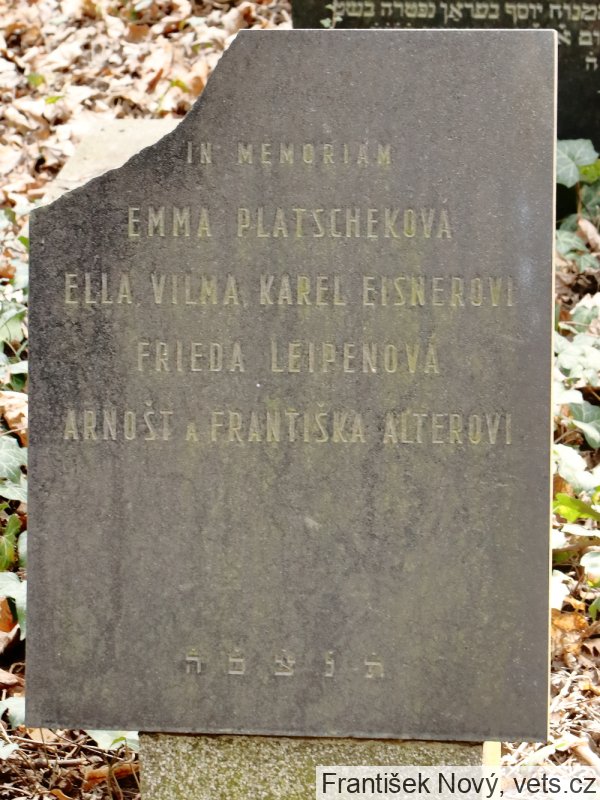 IN MEMORIAM
EMMA PLATSCHEKOVÁ
ELLA, VILMA, KAREL EISNEROVI
FRIEDA LEIPENOVÁ
ARNOŠT A FRANTIŠKA ALTEROVI
ת נ צ ב ה
František Nový, vets.cz